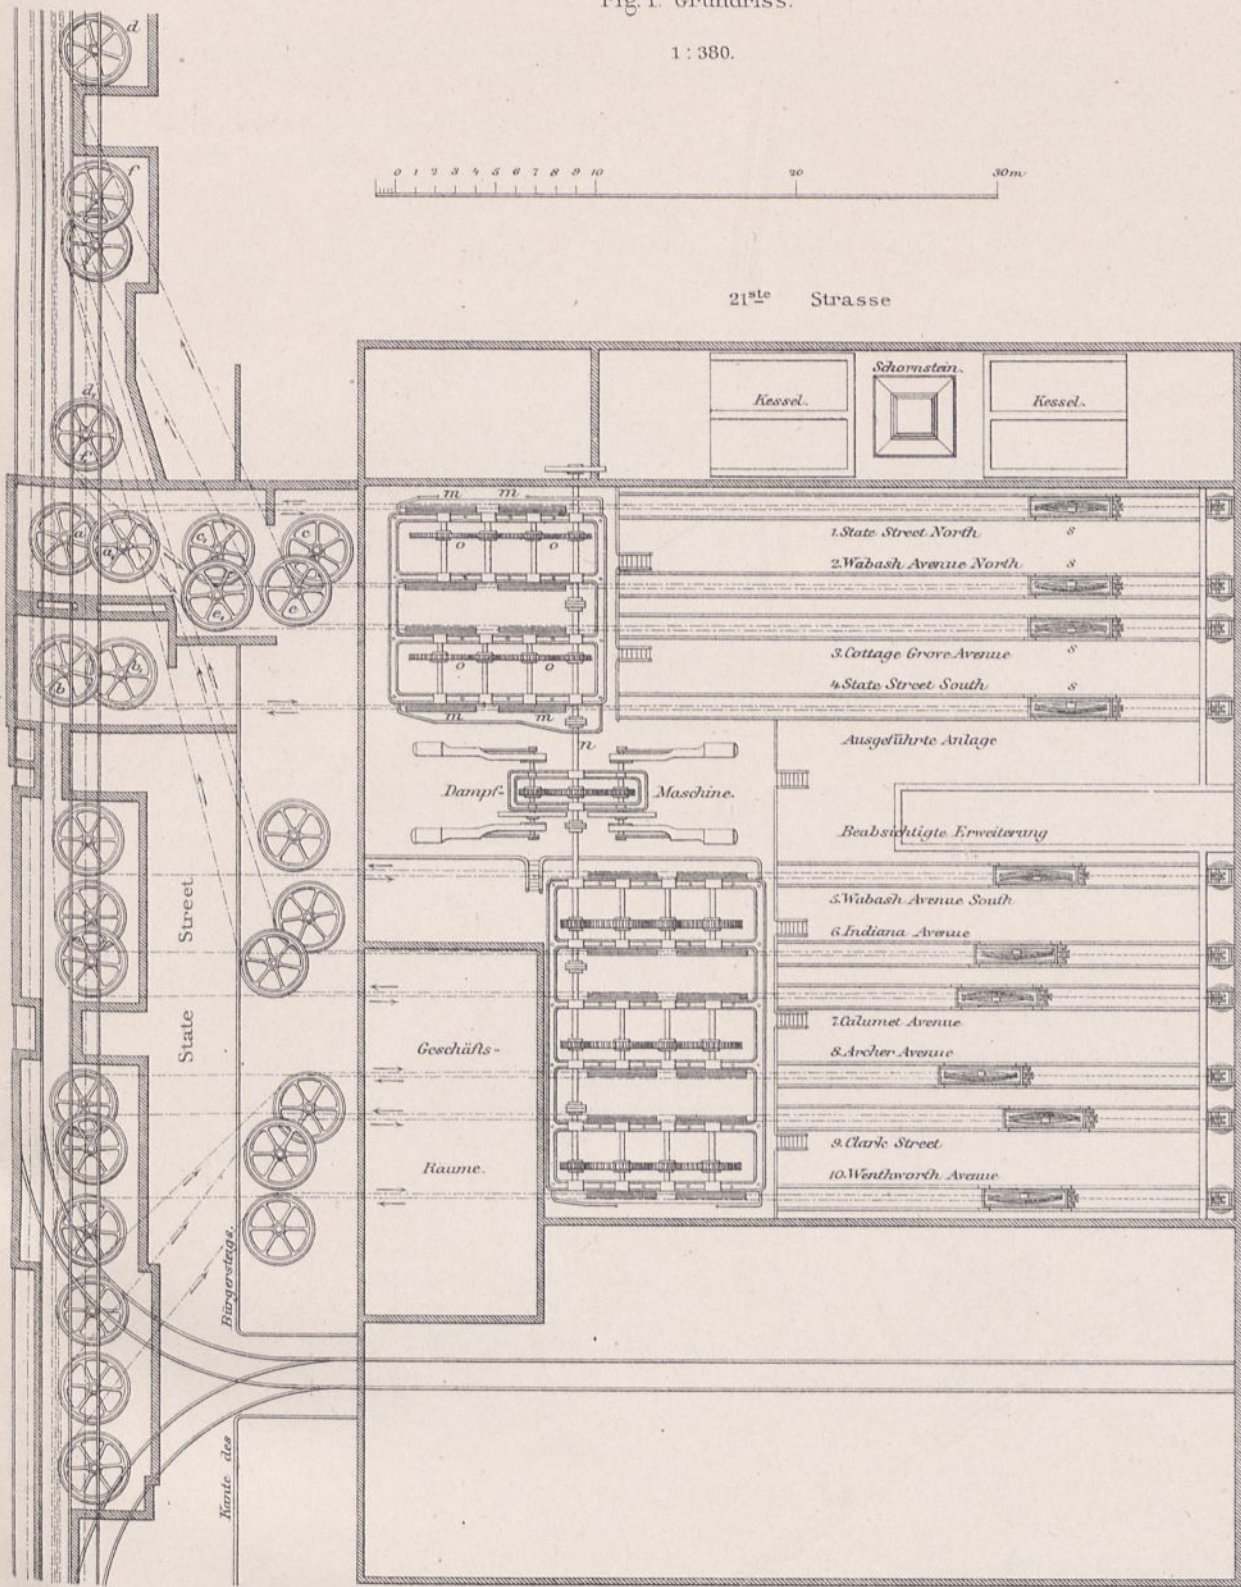 Fig. 1. Grundriss.
1 : 380.
0 1 2 3 4 5 6 7 8 9 10 20 30m
21ste Strasse
d
f
Schornstein.
Kessel.
Kessel.
d,
f,
m m
a
a,
c,
c
o o
e,
e
s
1. State Street North
s
2. Wabash Avenue North
3. Cottage Grove Avenue
s
4. State Street South
s
b
b,
o o
m m
n
Ausgeführte Anlage
Dampf-Maschine.
Beabsichtigte Erweiterung
5. Wabash Avenue South
6. Indiana Avenue
7. Calumet Avenue
8. Archer Avenue
9. Clark Street
10. Wenthworth Avenue
State Street
Geschäfts-
Räume.
Kante des Bürgersteigs.